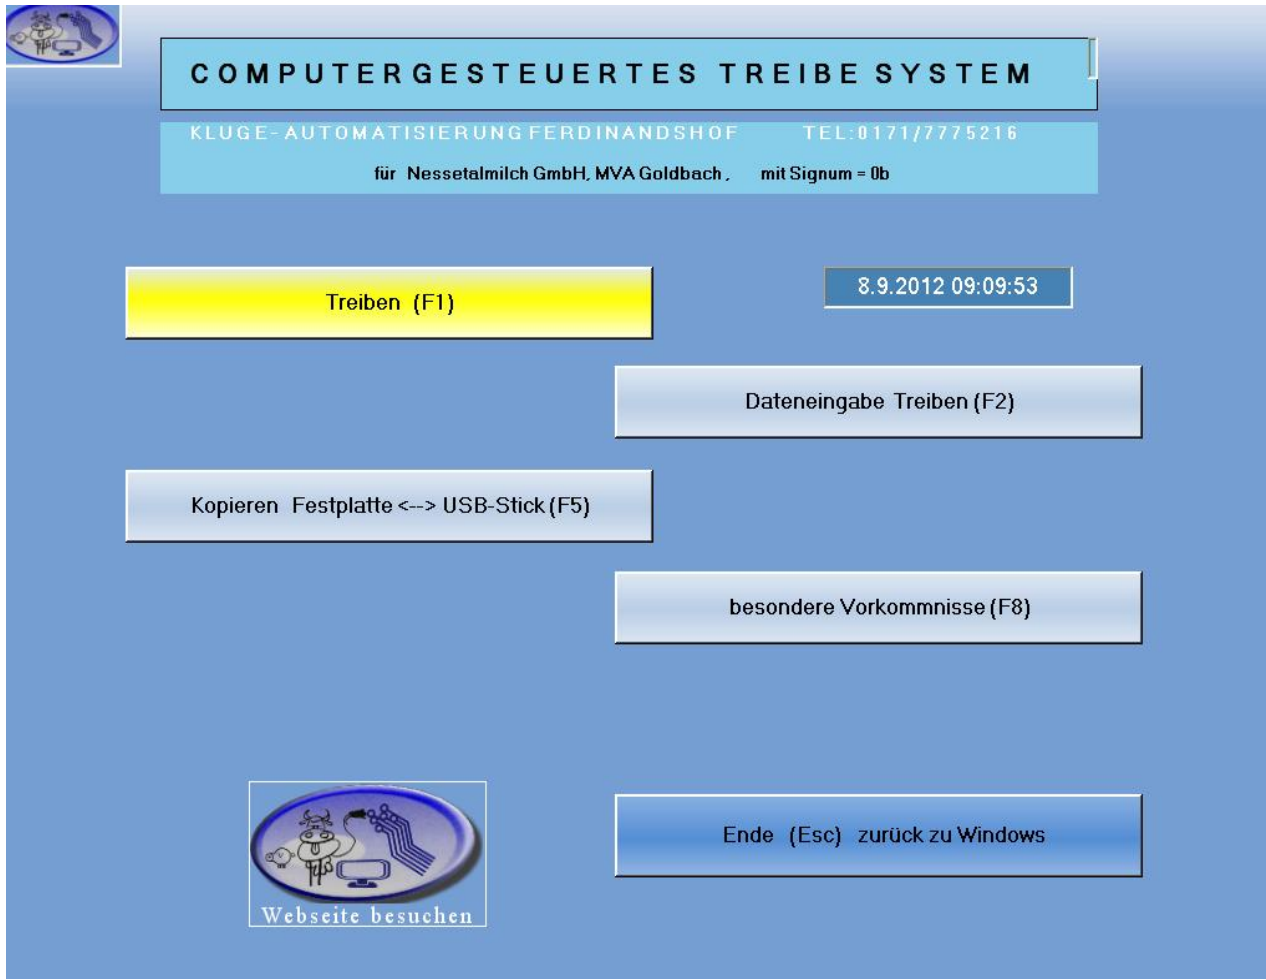 COMPUTERGESTEUERTES TREIBE SYSTEM
KLUGE-AUTOMATISIERUNG FERDINANDSHOF TEL:0171/7775216
für Nessetalmilch GmbH, MVA Goldbach, mit Signum = 0b
Treiben (F1)
8.9.2012 09:09:53
Dateneingabe Treiben (F2)
Kopieren Festplatte <--> USB-Stick (F5)
besondere Vorkommnisse (F8)
Ende (Esc) zurück zu Windows
Webseite besuchen